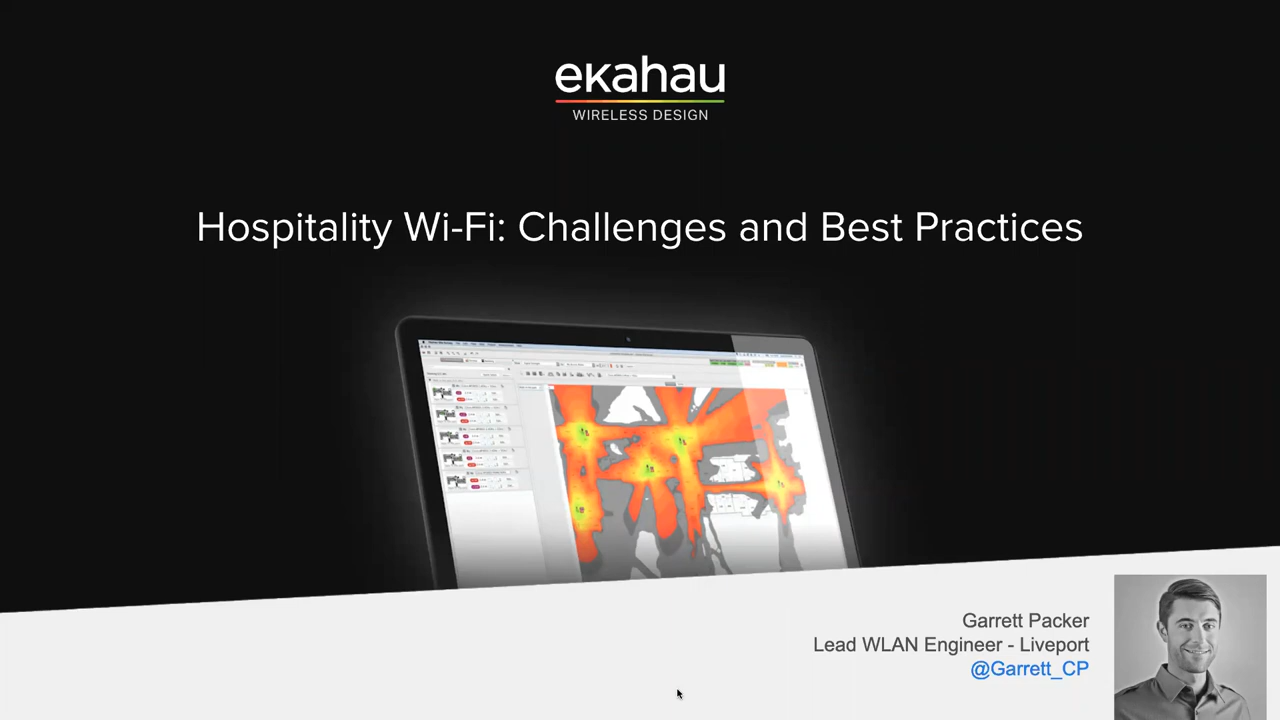 ekahau
WIRELESS DESIGN
Hospitality Wi-Fi: Challenges and Best Practices
Garrett Packer
Lead WLAN Engineer - Liveport
@Garrett_CP